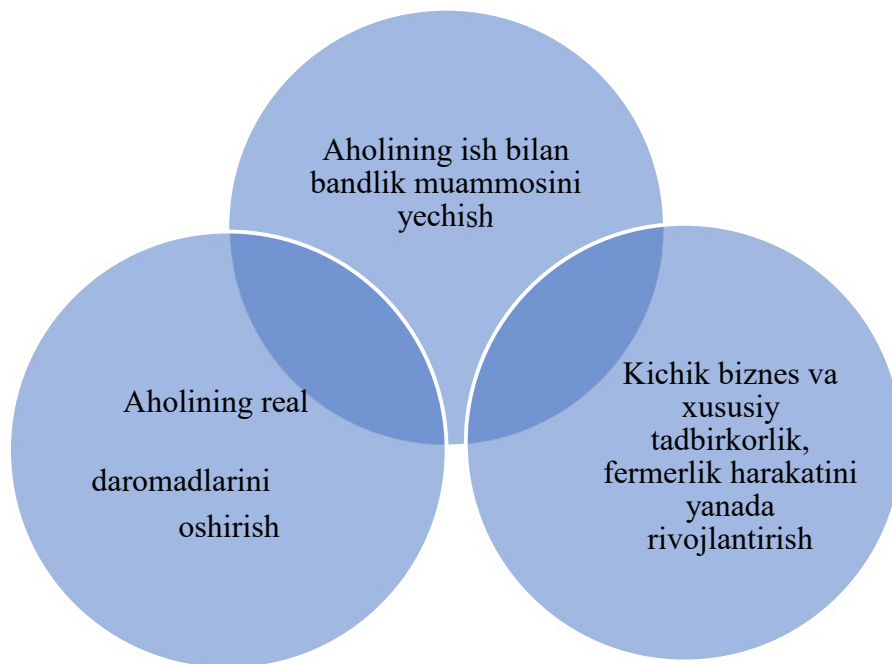 Aholining ish bilan
bandlik muammosini
yechish
Aholining real
daromadlarini
oshirish
Kichik biznes va
xususiy
tadbirkorlik,
fermerlik harakatini
yanada
rivojlantirish